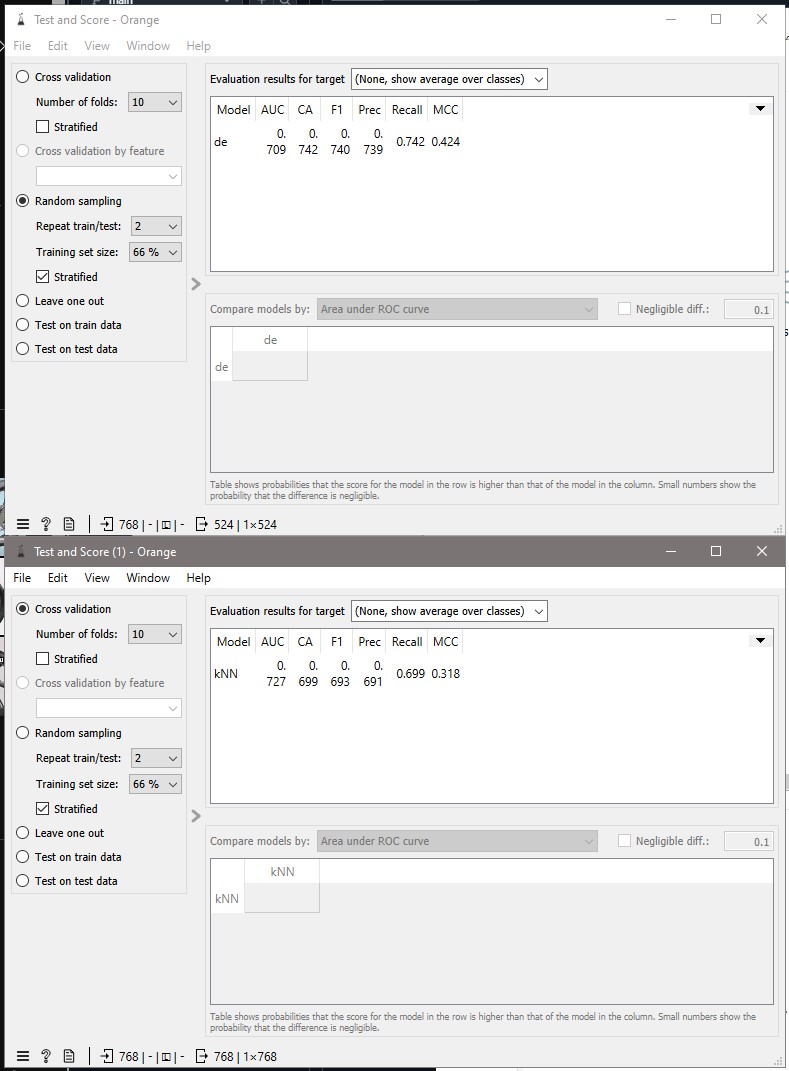 main
Test and Score - Orange
File Edit View Window Help
Cross validation
Number of folds: 10
Stratified
Cross validation by feature
Random sampling
Repeat train/test: 2
Training set size: 66 %
Stratified
Leave one out
Test on train data
Test on test data
Evaluation results for target (None, show average over classes)
Model AUC CA F1 Prec Recall MCC
de 0.709 0.742 0.740 0.739 0.742 0.424
Compare models by: Area under ROC curve Negligible diff.: 0.1
de
de
Table shows probabilities that the score for the model in the row is higher than that of the model in the column. Small numbers show the
probability that the difference is negligible.
? 768 | - | - 524 | 1×524
Test and Score (1) - Orange
File Edit View Window Help
Cross validation
Number of folds: 10
Stratified
Cross validation by feature
Random sampling
Repeat train/test: 2
Training set size: 66 %
Stratified
Leave one out
Test on train data
Test on test data
Evaluation results for target (None, show average over classes)
Model AUC CA F1 Prec Recall MCC
kNN 0.727 0.699 0.693 0.691 0.699 0.318
Compare models by: Area under ROC curve Negligible diff.: 0.1
kNN
kNN
Table shows probabilities that the score for the model in the row is higher than that of the model in the column. Small numbers show the
probability that the difference is negligible.
? 768 | - | - 768 | 1×768